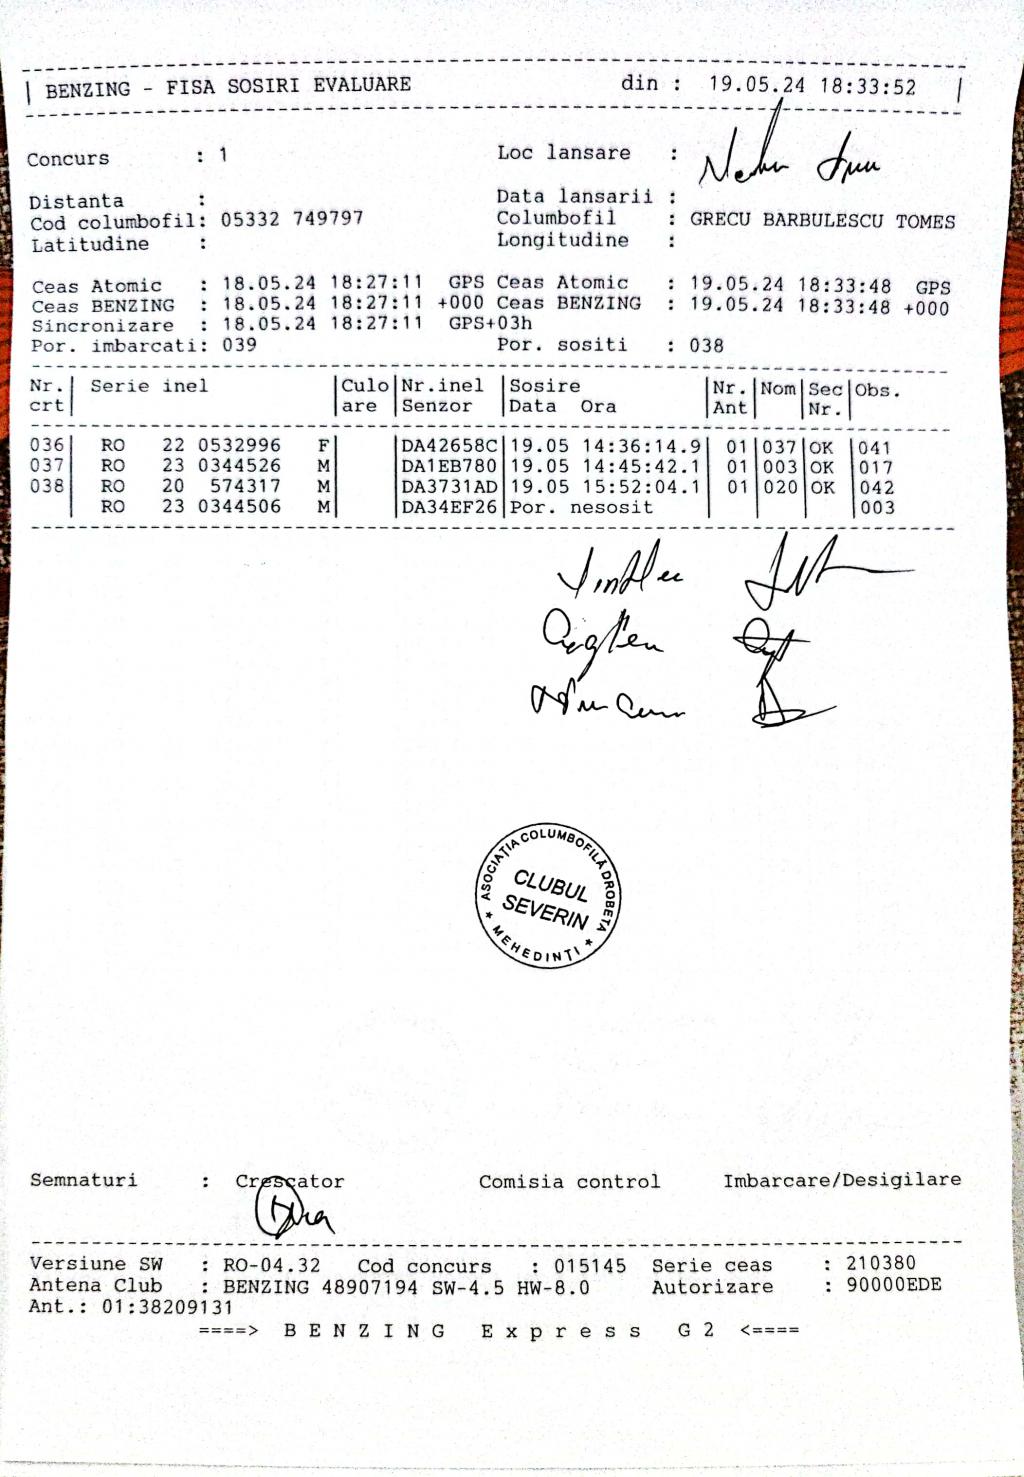 BENZING - FISA SOSIRI EVALUARE din : 19.05.24 18:33:52
Concurs : 1 Loc lansare :
Distanta : Data lansarii :
Cod columbofil: 05332 749797 Columbofil : GRECU BARBULESCU TOMES
Latitudine : Longitudine :
Ceas Atomic : 18.05.24 18:27:11 GPS Ceas Atomic : 19.05.24 18:33:48 GPS
Ceas BENZING : 18.05.24 18:27:11 +000 Ceas BENZING : 19.05.24 18:33:48 +000
Sincronizare : 18.05.24 18:27:11 GPS+03h
Por. imbarcati: 039 Por. sositi : 038
Nr. | Serie inel | Culo | Nr.inel | Sosire | Nr. | Nom | Sec | Obs.
crt | are | Senzor | Data Ora | Ant | Nr.
036 | RO 22 0532996 F | DA42658C | 19.05 14:36:14.9 | 01 | 037 | OK | 041
037 | RO 23 0344526 M | DA1EB780 | 19.05 14:45:42.1 | 01 | 003 | OK | 017
038 | RO 20 574317 M | DA3731AD | 19.05 15:52:04.1 | 01 | 020 | OK | 042
RO 23 0344506 M | DA34EF26 | Por. nesosit | 003
ASOCIAȚIA COLUMBOFILĂ DROBETA
CLUBUL
SEVERIN
* MEHEDINTI *
Semnaturi : Crescator Comisia control Imbarcare/Desigilare
Versiune SW : RO-04.32 Cod concurs : 015145 Serie ceas : 210380
Antena Club : BENZING 48907194 SW-4.5 HW-8.0 Autorizare : 90000EDE
Ant.: 01:38209131
====> B E N Z I N G E x p r e s s G 2 <====